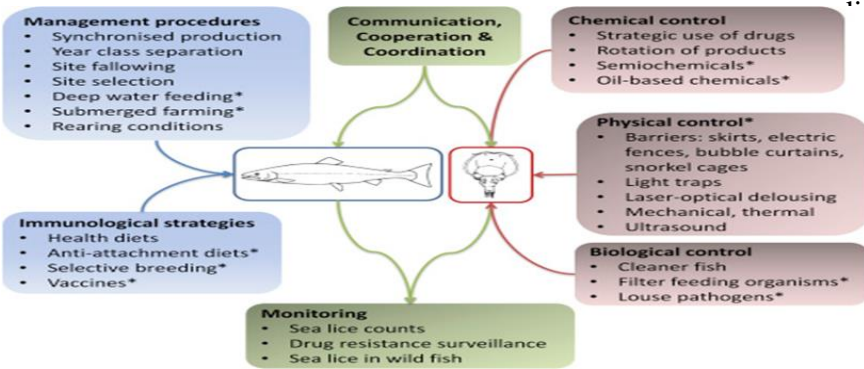 Management procedures
• Synchronised production
• Year class separation
• Site fallowing
• Site selection
• Deep water feeding*
• Submerged farming*
• Rearing conditions
Communication,
Cooperation &
Coordination
Chemical control
• Strategic use of drugs
• Rotation of products
• Semiochemicals*
• Oil-based chemicals*
Physical control*
• Barriers: skirts, electric
fences, bubble curtains,
snorkel cages
• Light traps
• Laser-optical delousing
• Mechanical, thermal
• Ultrasound
Immunological strategies
• Health diets
• Anti-attachment diets*
• Selective breeding*
• Vaccines*
Biological control
• Cleaner fish
• Filter feeding organisms*
• Louse pathogens*
Monitoring
• Sea lice counts
• Drug resistance surveillance
• Sea lice in wild fish